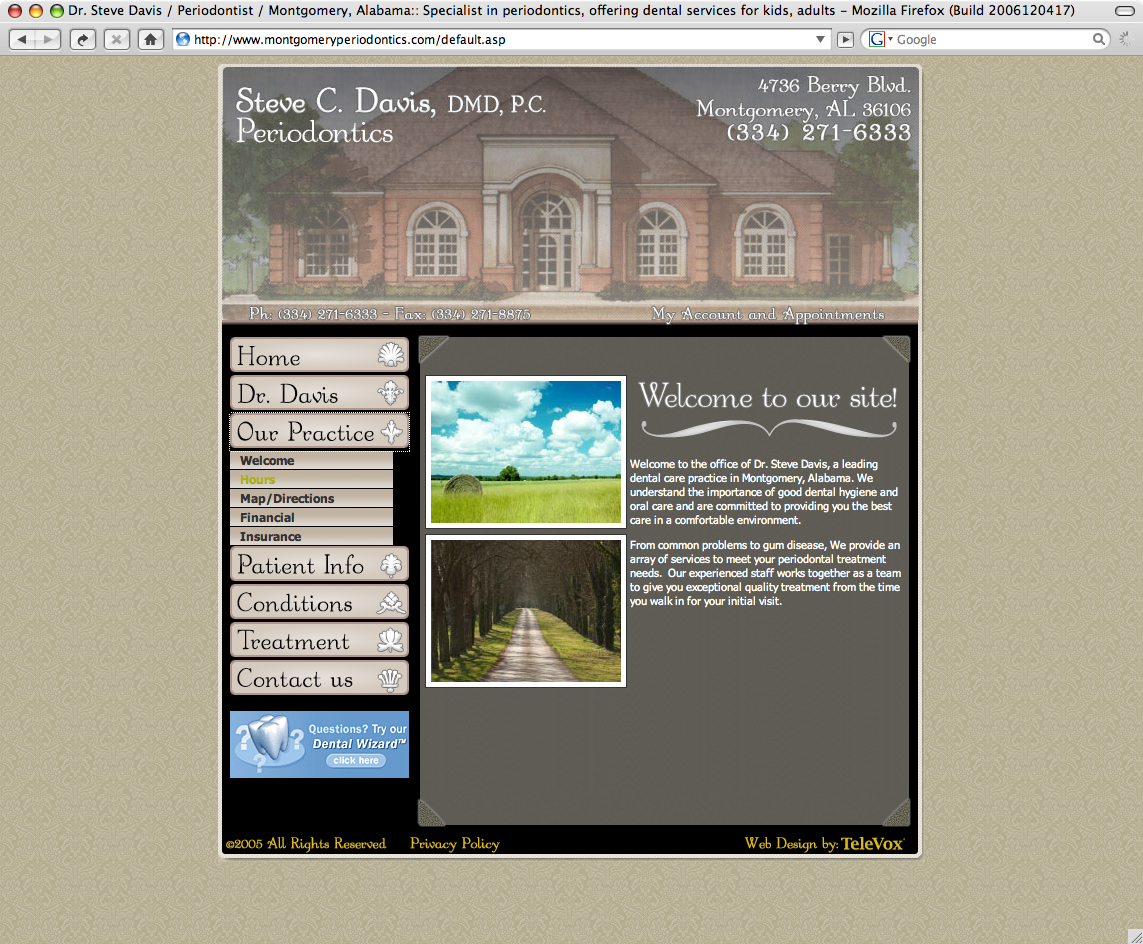 Dr. Steve Davis / Periodontist / Montgomery, Alabama:: Specialist in periodontics, offering dental services for kids, adults – Mozilla Firefox (Build 2006120417)
http://www.montgomeryperiodontics.com/default.asp
G Google
Steve C. Davis, DMD, P.C.
Periodontics
4736 Berry Blvd.
Montgomery, AL 36106
(334) 271-6333
Ph: (334) 271-6333 - Fax: (334) 271-8875
My Account and Appointments
Home
Dr. Davis
Our Practice
Welcome
Hours
Map/Directions
Financial
Insurance
Patient Info
Conditions
Treatment
Contact us
Questions? Try our
Dental Wizard™
click here
Welcome to our site!
Welcome to the office of Dr. Steve Davis, a leading
dental care practice in Montgomery, Alabama. We
understand the importance of good dental hygiene and
oral care and are committed to providing you the best
care in a comfortable environment.
From common problems to gum disease, We provide an
array of services to meet your periodontal treatment
needs. Our experienced staff works together as a team
to give you exceptional quality treatment from the time
you walk in for your initial visit.
©2005 All Rights Reserved
Privacy Policy
Web Design by: TeleVox